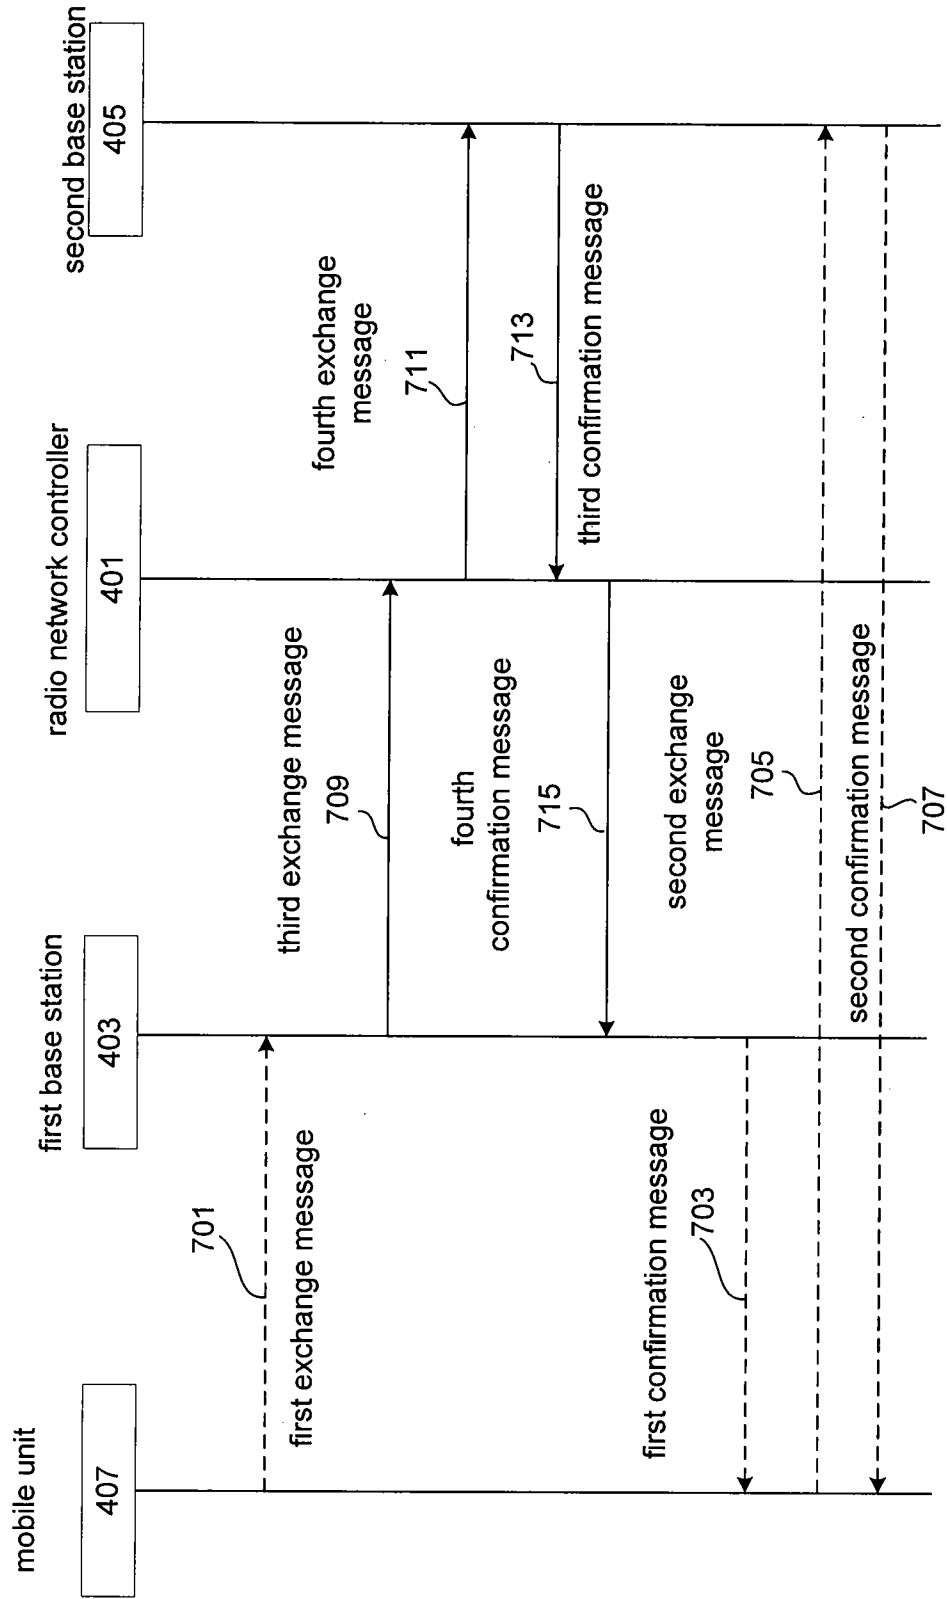 mobile unit
407
first base station
403
radio network controller
401
second base station
405
701
first exchange message
third exchange message
709
fourth exchange
message
711
713
third confirmation message
fourth
confirmation message
715
first confirmation message
703
second exchange
message
705
second confirmation message
707